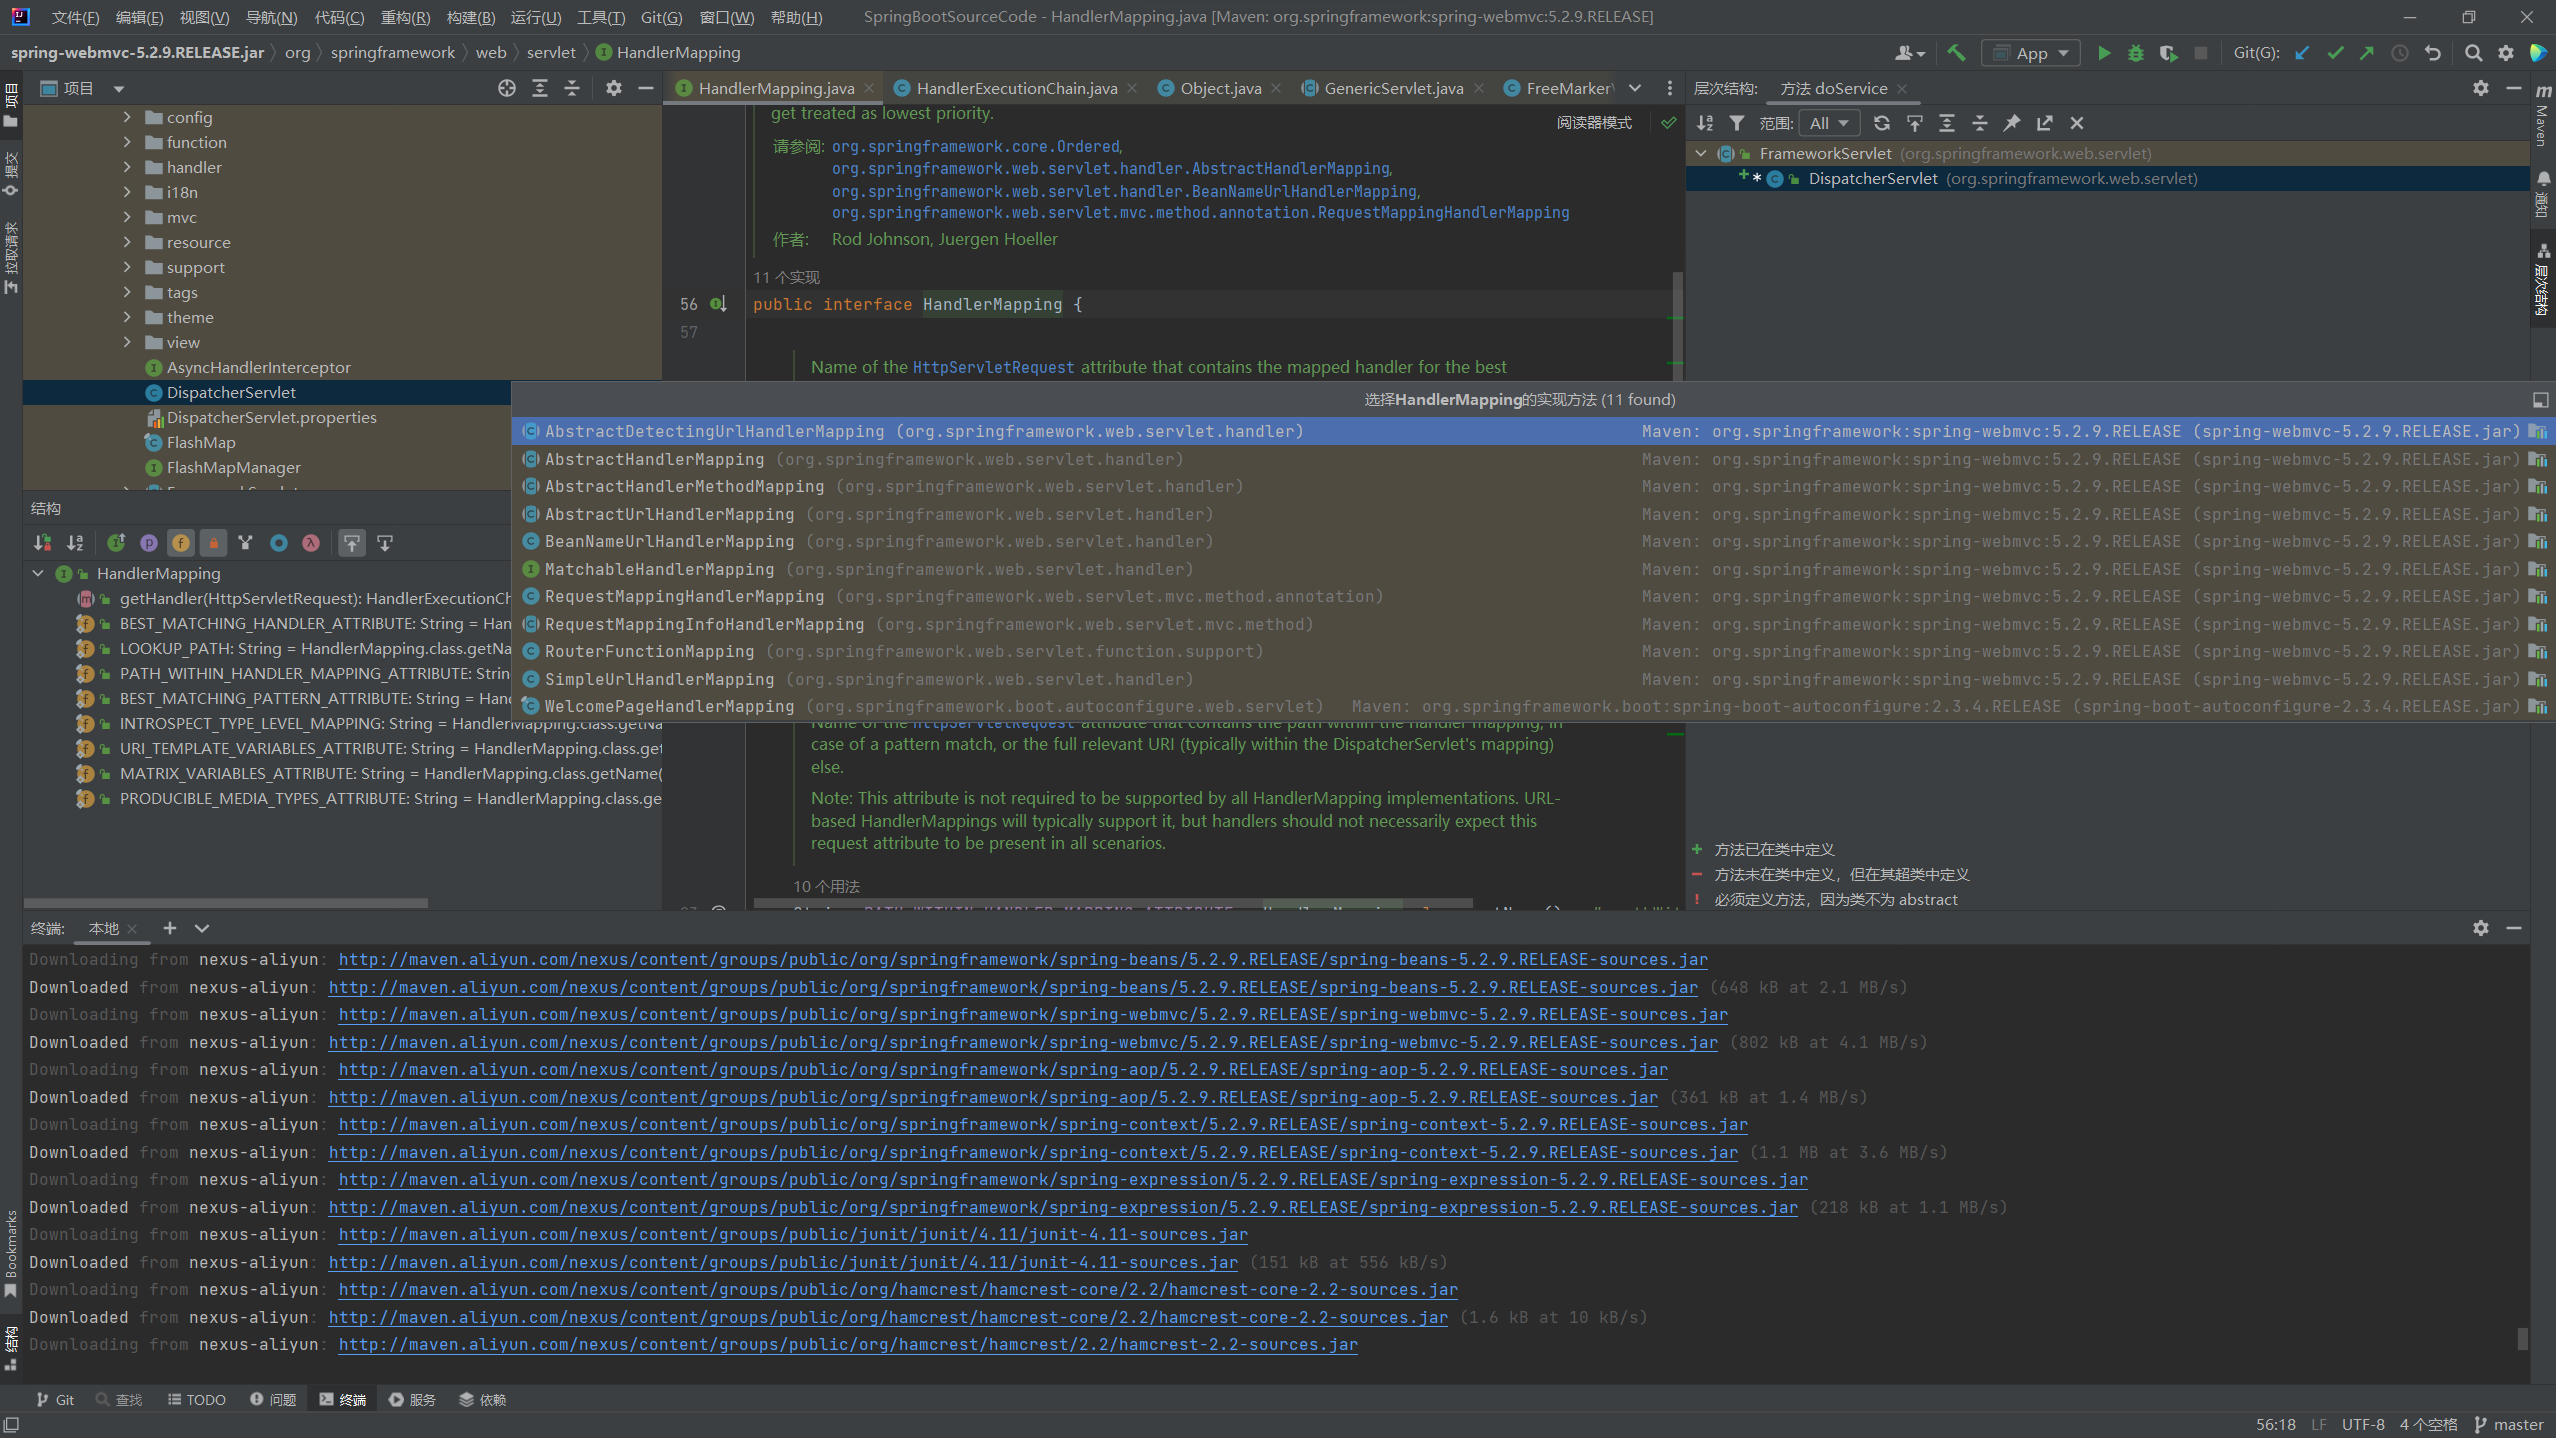 文件(F) 编辑(E) 视图(V) 导航(N) 代码(C) 重构(R) 构建(B) 运行(U) 工具(T) Git(G) 窗口(W) 帮助(H) SpringBootSourceCode - HandlerMapping.java [Maven: org.springframework:spring-webmvc:5.2.9.RELEASE]
spring-webmvc-5.2.9.RELEASE.jar org springframework web servlet HandlerMapping App Git(G):
项目
提交
拉取请求
Bookmarks
结构
项目
config
function
handler
i18n
mvc
resource
support
tags
theme
view
AsyncHandlerInterceptor
DispatcherServlet
DispatcherServlet.properties
FlashMap
FlashMapManager
结构
HandlerMapping
getHandler(HttpServletRequest): HandlerExecutionCh
BEST_MATCHING_HANDLER_ATTRIBUTE: String = Han
LOOKUP_PATH: String = HandlerMapping.class.getNa
PATH_WITHIN_HANDLER_MAPPING_ATTRIBUTE: Strin
BEST_MATCHING_PATTERN_ATTRIBUTE: String = Hand
INTROSPECT_TYPE_LEVEL_MAPPING: String = HandlerMapping.class.getNa
URI_TEMPLATE_VARIABLES_ATTRIBUTE: String = HandlerMapping.class.get
MATRIX_VARIABLES_ATTRIBUTE: String = HandlerMapping.class.getName(
PRODUCIBLE_MEDIA_TYPES_ATTRIBUTE: String = HandlerMapping.class.ge
HandlerMapping.java HandlerExecutionChain.java Object.java GenericServlet.java FreeMarker
get treated as lowest priority.
阅读器模式
请参阅: org.springframework.core.Ordered,
org.springframework.web.servlet.handler.AbstractHandlerMapping,
org.springframework.web.servlet.handler.BeanNameUrlHandlerMapping,
org.springframework.web.servlet.mvc.method.annotation.RequestMappingHandlerMapping
作者: Rod Johnson, Juergen Hoeller
11 个实现
56 public interface HandlerMapping {
57
Name of the HttpServletRequest attribute that contains the mapped handler for the best
选择HandlerMapping的实现方法 (11 found)
AbstractDetectingUrlHandlerMapping (org.springframework.web.servlet.handler) Maven: org.springframework:spring-webmvc:5.2.9.RELEASE (spring-webmvc-5.2.9.RELEASE.jar)
AbstractHandlerMapping (org.springframework.web.servlet.handler) Maven: org.springframework:spring-webmvc:5.2.9.RELEASE (spring-webmvc-5.2.9.RELEASE.jar)
AbstractHandlerMethodMapping (org.springframework.web.servlet.handler) Maven: org.springframework:spring-webmvc:5.2.9.RELEASE (spring-webmvc-5.2.9.RELEASE.jar)
AbstractUrlHandlerMapping (org.springframework.web.servlet.handler) Maven: org.springframework:spring-webmvc:5.2.9.RELEASE (spring-webmvc-5.2.9.RELEASE.jar)
BeanNameUrlHandlerMapping (org.springframework.web.servlet.handler) Maven: org.springframework:spring-webmvc:5.2.9.RELEASE (spring-webmvc-5.2.9.RELEASE.jar)
MatchableHandlerMapping (org.springframework.web.servlet.handler) Maven: org.springframework:spring-webmvc:5.2.9.RELEASE (spring-webmvc-5.2.9.RELEASE.jar)
RequestMappingHandlerMapping (org.springframework.web.servlet.mvc.method.annotation) Maven: org.springframework:spring-webmvc:5.2.9.RELEASE (spring-webmvc-5.2.9.RELEASE.jar)
RequestMappingInfoHandlerMapping (org.springframework.web.servlet.mvc.method) Maven: org.springframework:spring-webmvc:5.2.9.RELEASE (spring-webmvc-5.2.9.RELEASE.jar)
RouterFunctionMapping (org.springframework.web.servlet.function.support) Maven: org.springframework:spring-webmvc:5.2.9.RELEASE (spring-webmvc-5.2.9.RELEASE.jar)
SimpleUrlHandlerMapping (org.springframework.web.servlet.handler) Maven: org.springframework:spring-webmvc:5.2.9.RELEASE (spring-webmvc-5.2.9.RELEASE.jar)
WelcomePageHandlerMapping (org.springframework.boot.autoconfigure.web.servlet) Maven: org.springframework.boot:spring-boot-autoconfigure:2.3.4.RELEASE (spring-boot-autoconfigure-2.3.4.RELEASE.jar)
Name of the HttpServletRequest attribute that contains the path within the handler mapping, in
case of a pattern match, or the full relevant URI (typically within the DispatcherServlet's mapping)
else.
Note: This attribute is not required to be supported by all HandlerMapping implementations. URL-
based HandlerMappings will typically support it, but handlers should not necessarily expect this
request attribute to be present in all scenarios.
10 个用法
层次结构: 方法 doService
范围: All
FrameworkServlet (org.springframework.web.servlet)
* DispatcherServlet (org.springframework.web.servlet)
+ 方法已在类中定义
− 方法未在类中定义，但在其超类中定义
! 必须定义方法，因为类不为 abstract
Maven
通知
层次结构
终端: 本地
Downloading from nexus-aliyun: http://maven.aliyun.com/nexus/content/groups/public/org/springframework/spring-beans/5.2.9.RELEASE/spring-beans-5.2.9.RELEASE-sources.jar
Downloaded from nexus-aliyun: http://maven.aliyun.com/nexus/content/groups/public/org/springframework/spring-beans/5.2.9.RELEASE/spring-beans-5.2.9.RELEASE-sources.jar (648 kB at 2.1 MB/s)
Downloading from nexus-aliyun: http://maven.aliyun.com/nexus/content/groups/public/org/springframework/spring-webmvc/5.2.9.RELEASE/spring-webmvc-5.2.9.RELEASE-sources.jar
Downloaded from nexus-aliyun: http://maven.aliyun.com/nexus/content/groups/public/org/springframework/spring-webmvc/5.2.9.RELEASE/spring-webmvc-5.2.9.RELEASE-sources.jar (802 kB at 4.1 MB/s)
Downloading from nexus-aliyun: http://maven.aliyun.com/nexus/content/groups/public/org/springframework/spring-aop/5.2.9.RELEASE/spring-aop-5.2.9.RELEASE-sources.jar
Downloaded from nexus-aliyun: http://maven.aliyun.com/nexus/content/groups/public/org/springframework/spring-aop/5.2.9.RELEASE/spring-aop-5.2.9.RELEASE-sources.jar (361 kB at 1.4 MB/s)
Downloading from nexus-aliyun: http://maven.aliyun.com/nexus/content/groups/public/org/springframework/spring-context/5.2.9.RELEASE/spring-context-5.2.9.RELEASE-sources.jar
Downloaded from nexus-aliyun: http://maven.aliyun.com/nexus/content/groups/public/org/springframework/spring-context/5.2.9.RELEASE/spring-context-5.2.9.RELEASE-sources.jar (1.1 MB at 3.6 MB/s)
Downloading from nexus-aliyun: http://maven.aliyun.com/nexus/content/groups/public/org/springframework/spring-expression/5.2.9.RELEASE/spring-expression-5.2.9.RELEASE-sources.jar
Downloaded from nexus-aliyun: http://maven.aliyun.com/nexus/content/groups/public/org/springframework/spring-expression/5.2.9.RELEASE/spring-expression-5.2.9.RELEASE-sources.jar (218 kB at 1.1 MB/s)
Downloading from nexus-aliyun: http://maven.aliyun.com/nexus/content/groups/public/junit/junit/4.11/junit-4.11-sources.jar
Downloaded from nexus-aliyun: http://maven.aliyun.com/nexus/content/groups/public/junit/junit/4.11/junit-4.11-sources.jar (151 kB at 556 kB/s)
Downloading from nexus-aliyun: http://maven.aliyun.com/nexus/content/groups/public/org/hamcrest/hamcrest-core/2.2/hamcrest-core-2.2-sources.jar
Downloaded from nexus-aliyun: http://maven.aliyun.com/nexus/content/groups/public/org/hamcrest/hamcrest-core/2.2/hamcrest-core-2.2-sources.jar (1.6 kB at 10 kB/s)
Downloading from nexus-aliyun: http://maven.aliyun.com/nexus/content/groups/public/org/hamcrest/hamcrest/2.2/hamcrest-2.2-sources.jar
Git 查找 TODO 问题 终端 服务 依赖
56:18 LF UTF-8 4 个空格 master